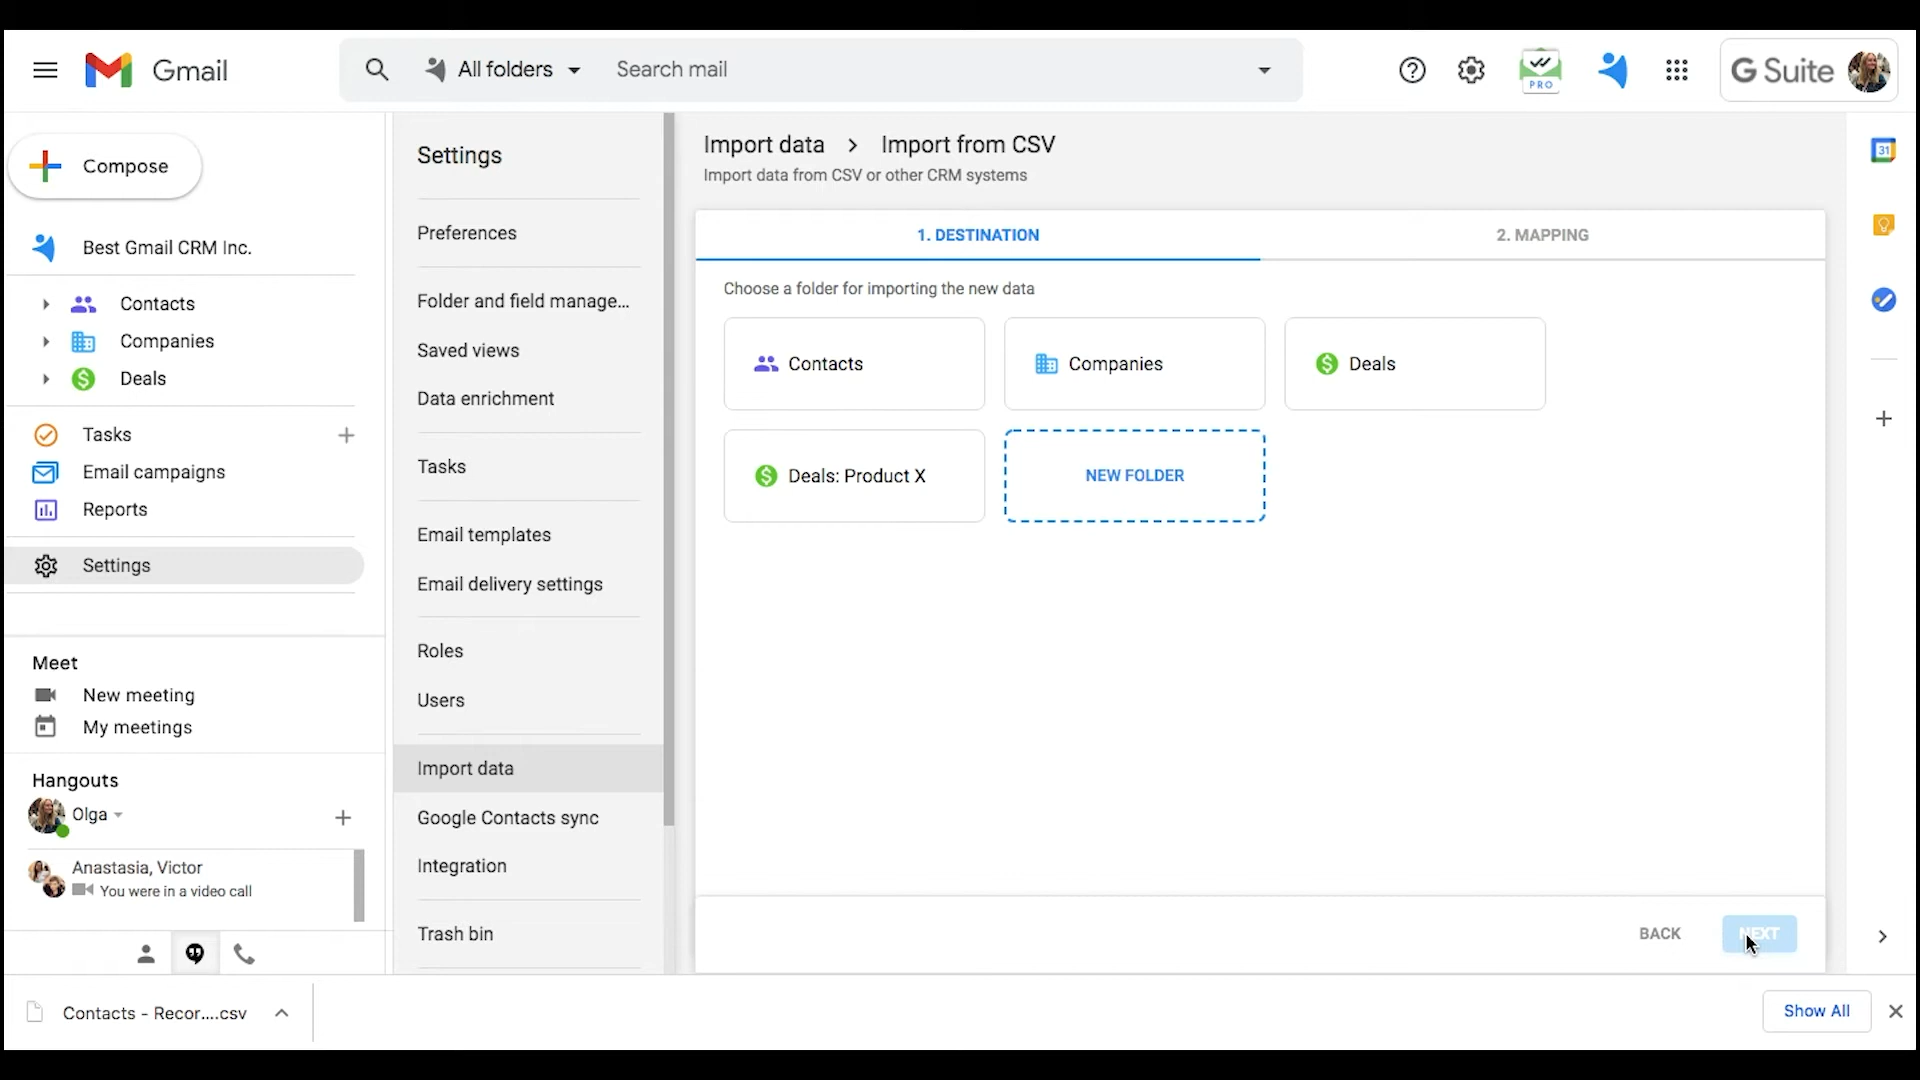 Gmail
All folders
Search mail
PRO
G Suite
Compose
Best Gmail CRM Inc.
Contacts
Companies
Deals
Tasks
Email campaigns
Reports
Settings
Meet
New meeting
My meetings
Hangouts
Olga
Anastasia, Victor
You were in a video call
Settings
Preferences
Folder and field manage...
Saved views
Data enrichment
Tasks
Email templates
Email delivery settings
Roles
Users
Import data
Google Contacts sync
Integration
Trash bin
Import data > Import from CSV
Import data from CSV or other CRM systems
1. DESTINATION
2. MAPPING
Choose a folder for importing the new data
Contacts
Companies
Deals
Deals: Product X
NEW FOLDER
BACK
NEXT
31
Contacts - Recor....csv
Show All